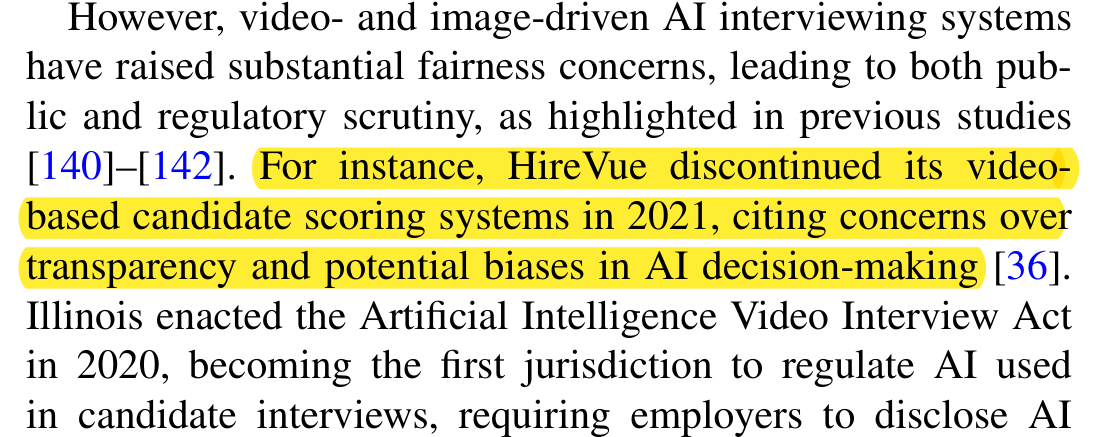 However, video- and image-driven AI interviewing systems
have raised substantial fairness concerns, leading to both pub-
lic and regulatory scrutiny, as highlighted in previous studies
[140]–[142]. For instance, HireVue discontinued its video-
based candidate scoring systems in 2021, citing concerns over
transparency and potential biases in AI decision-making [36].
Illinois enacted the Artificial Intelligence Video Interview Act
in 2020, becoming the first jurisdiction to regulate AI used
in candidate interviews, requiring employers to disclose AI